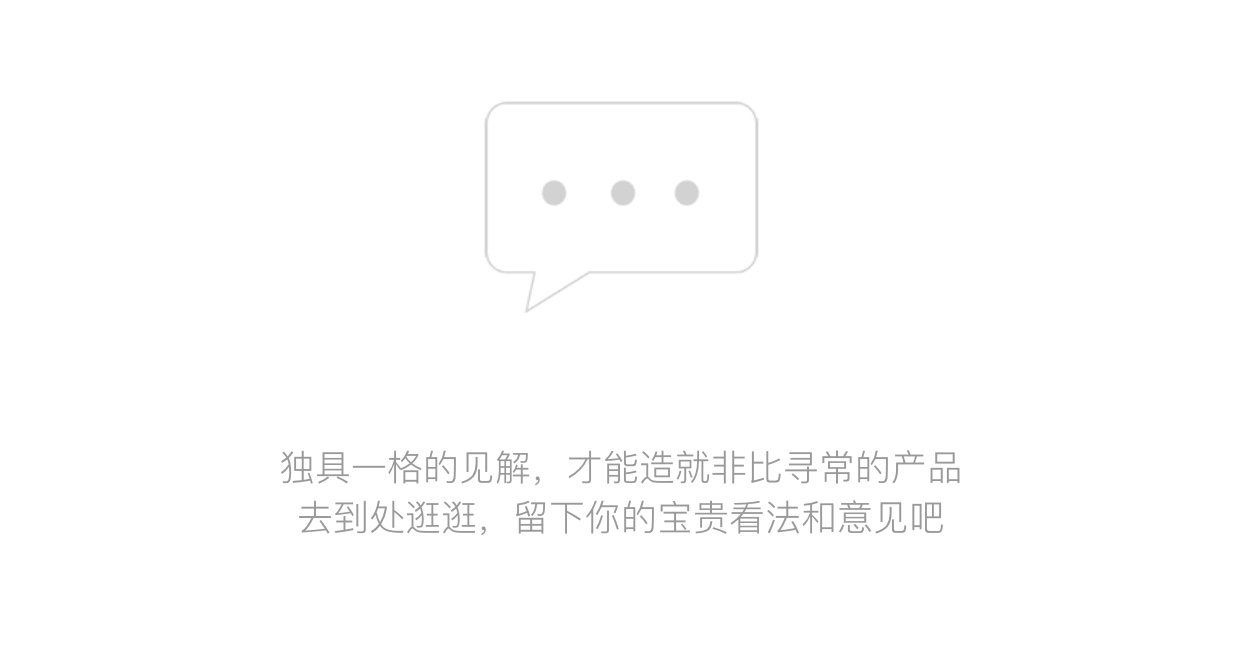 独具一格的见解，才能造就非比寻常的产品
去到处逛逛，留下你的宝贵看法和意见吧